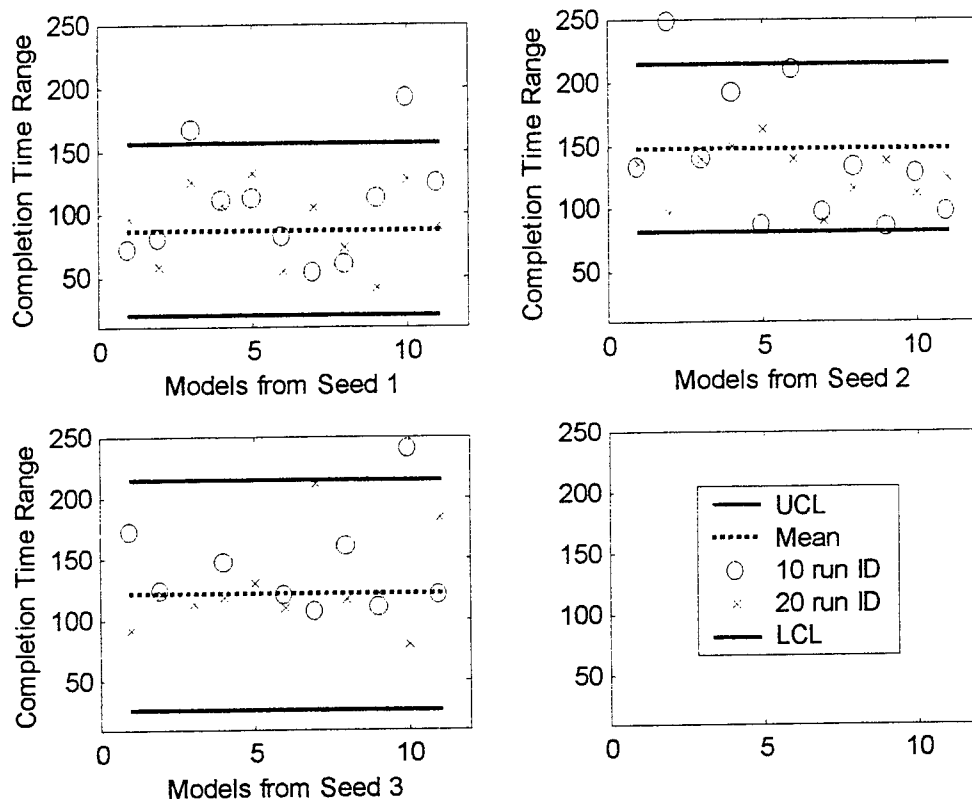 250
200
150
100
50
0
5
10
Completion Time Range
Models from Seed 1
250
200
150
100
50
0
5
10
Completion Time Range
Models from Seed 2
250
200
150
100
50
0
5
10
Completion Time Range
Models from Seed 3
250
200
150
100
50
0
5
10
UCL
Mean
10 run ID
20 run ID
LCL